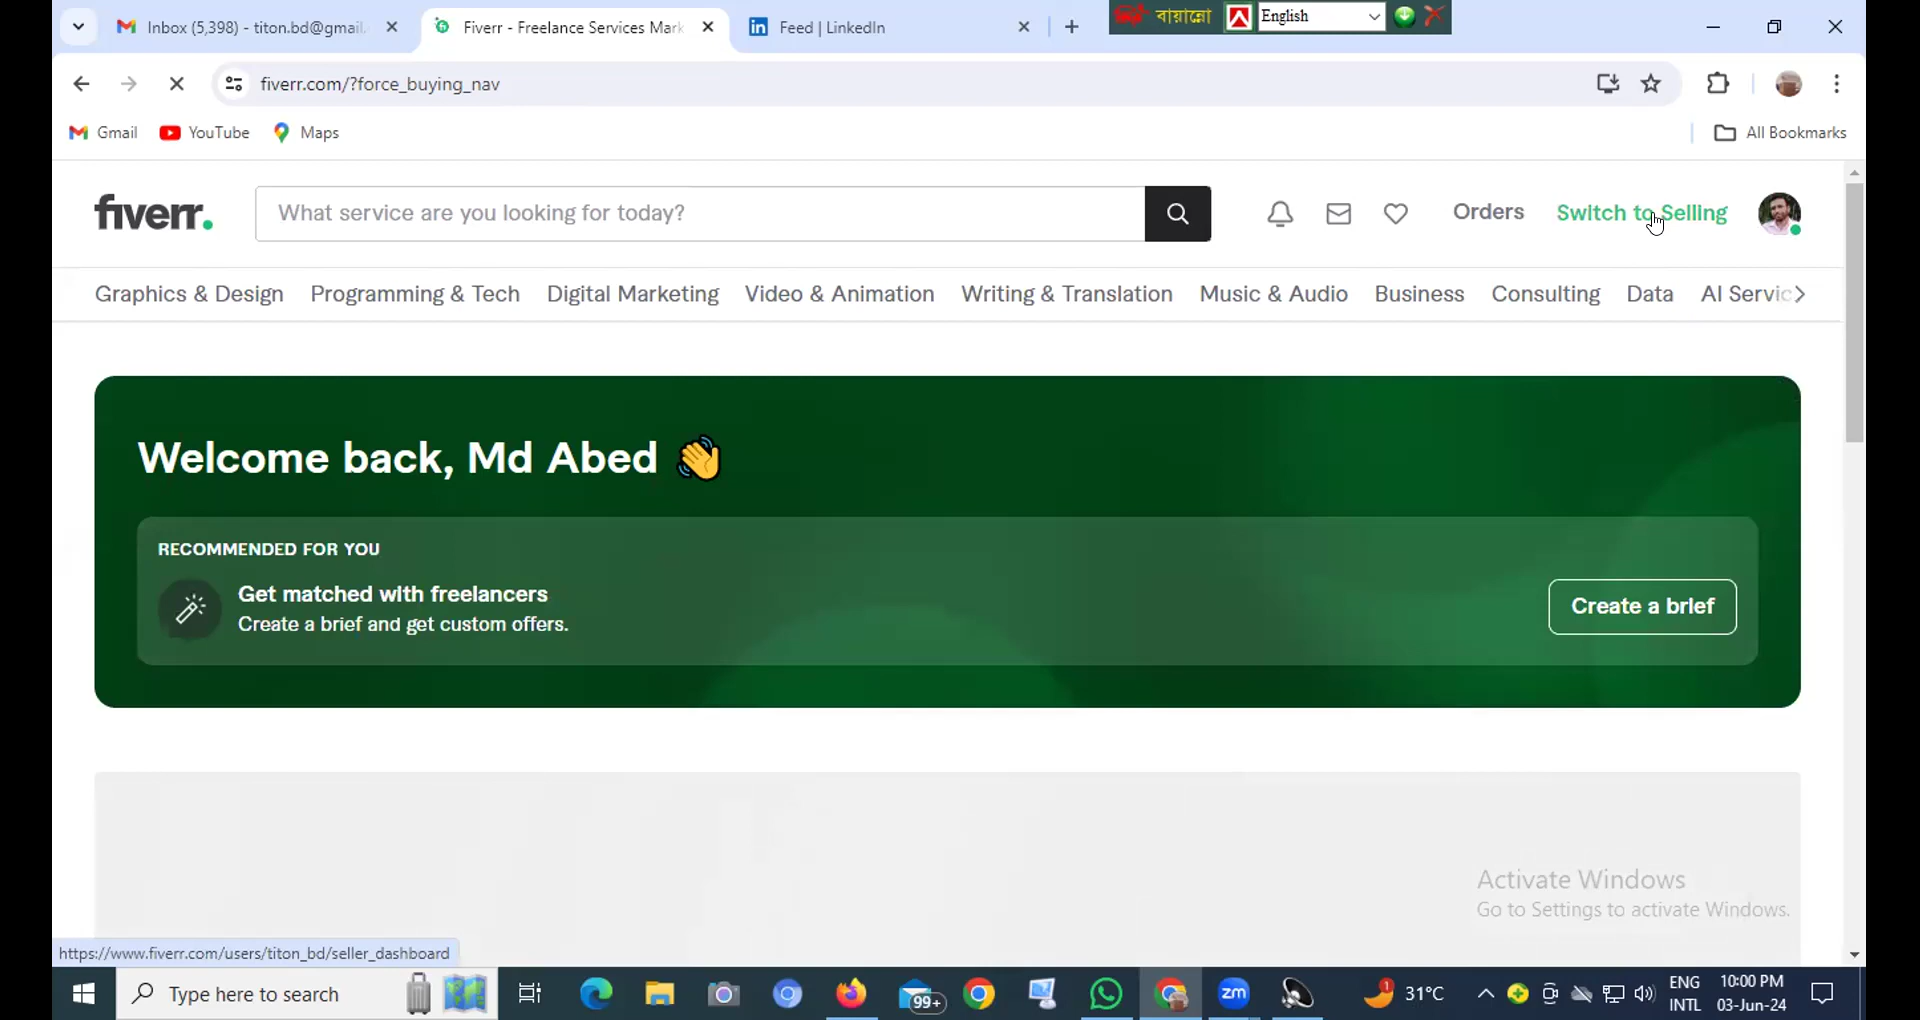 Inbox (5,398) - titon.bd@gmail.
Fiverr - Freelance Services Mark
Feed | LinkedIn
বায়ান্নো
English
fiverr.com/?force_buying_nav
Gmail
YouTube
Maps
All Bookmarks
fiverr.
What service are you looking for today?
Orders
Switch to Selling
Graphics & Design
Programming & Tech
Digital Marketing
Video & Animation
Writing & Translation
Music & Audio
Business
Consulting
Data
AI Servic
Welcome back, Md Abed
RECOMMENDED FOR YOU
Get matched with freelancers
Create a brief and get custom offers.
Create a brief
Activate Windows
Go to Settings to activate Windows.
https://www.fiverr.com/users/titon_bd/seller_dashboard
Type here to search
99+
zm
1
31°C
ENG
INTL
10:00 PM
03-Jun-24